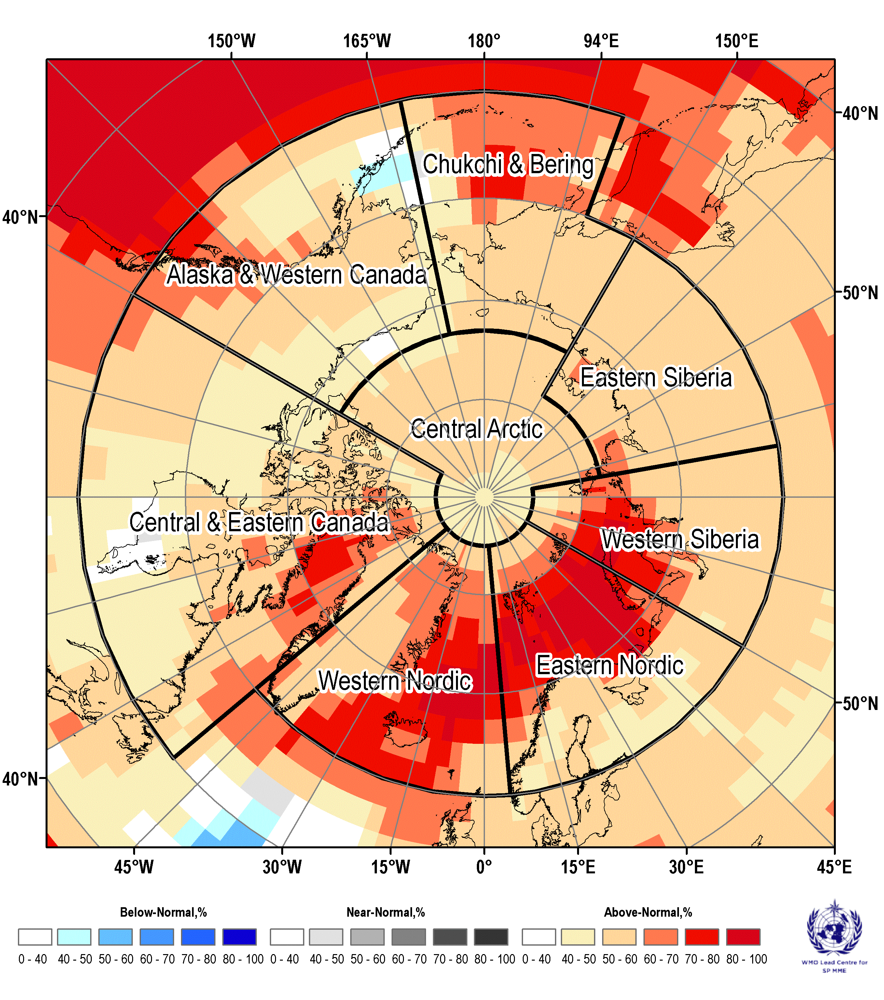 150°W 165°W 180° 94°E 150°E
40°N
Chukchi & Bering
40°N
Alaska & Western Canada
50°N
Eastern Siberia
Central Arctic
Central & Eastern Canada
Western Siberia
Eastern Nordic
Western Nordic
50°N
40°N
45°W 30°W 15°W 0° 15°E 30°E 45°E
Below-Normal,% Near-Normal,% Above-Normal,%
0 - 40 40 - 50 50 - 60 60 - 70 70 - 80 80 - 100 0 - 40 40 - 50 50 - 60 60 - 70 70 - 80 80 - 100 0 - 40 40 - 50 50 - 60 60 - 70 70 - 80 80 - 100
WMO Lead Centre for
SP MME